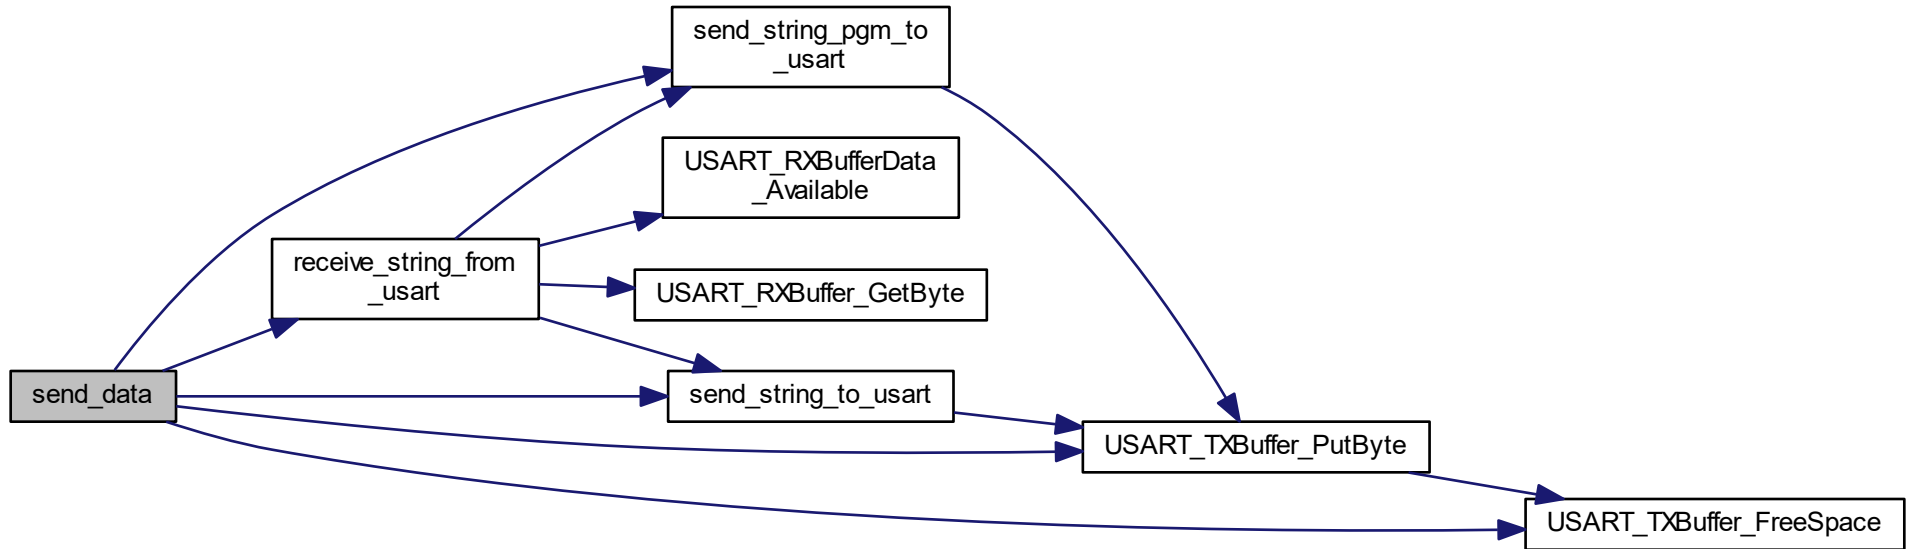 send_string_pgm_to
_usart
USART_RXBufferData
_Available
receive_string_from
_usart
USART_RXBuffer_GetByte
send_data
send_string_to_usart
USART_TXBuffer_PutByte
USART_TXBuffer_FreeSpace